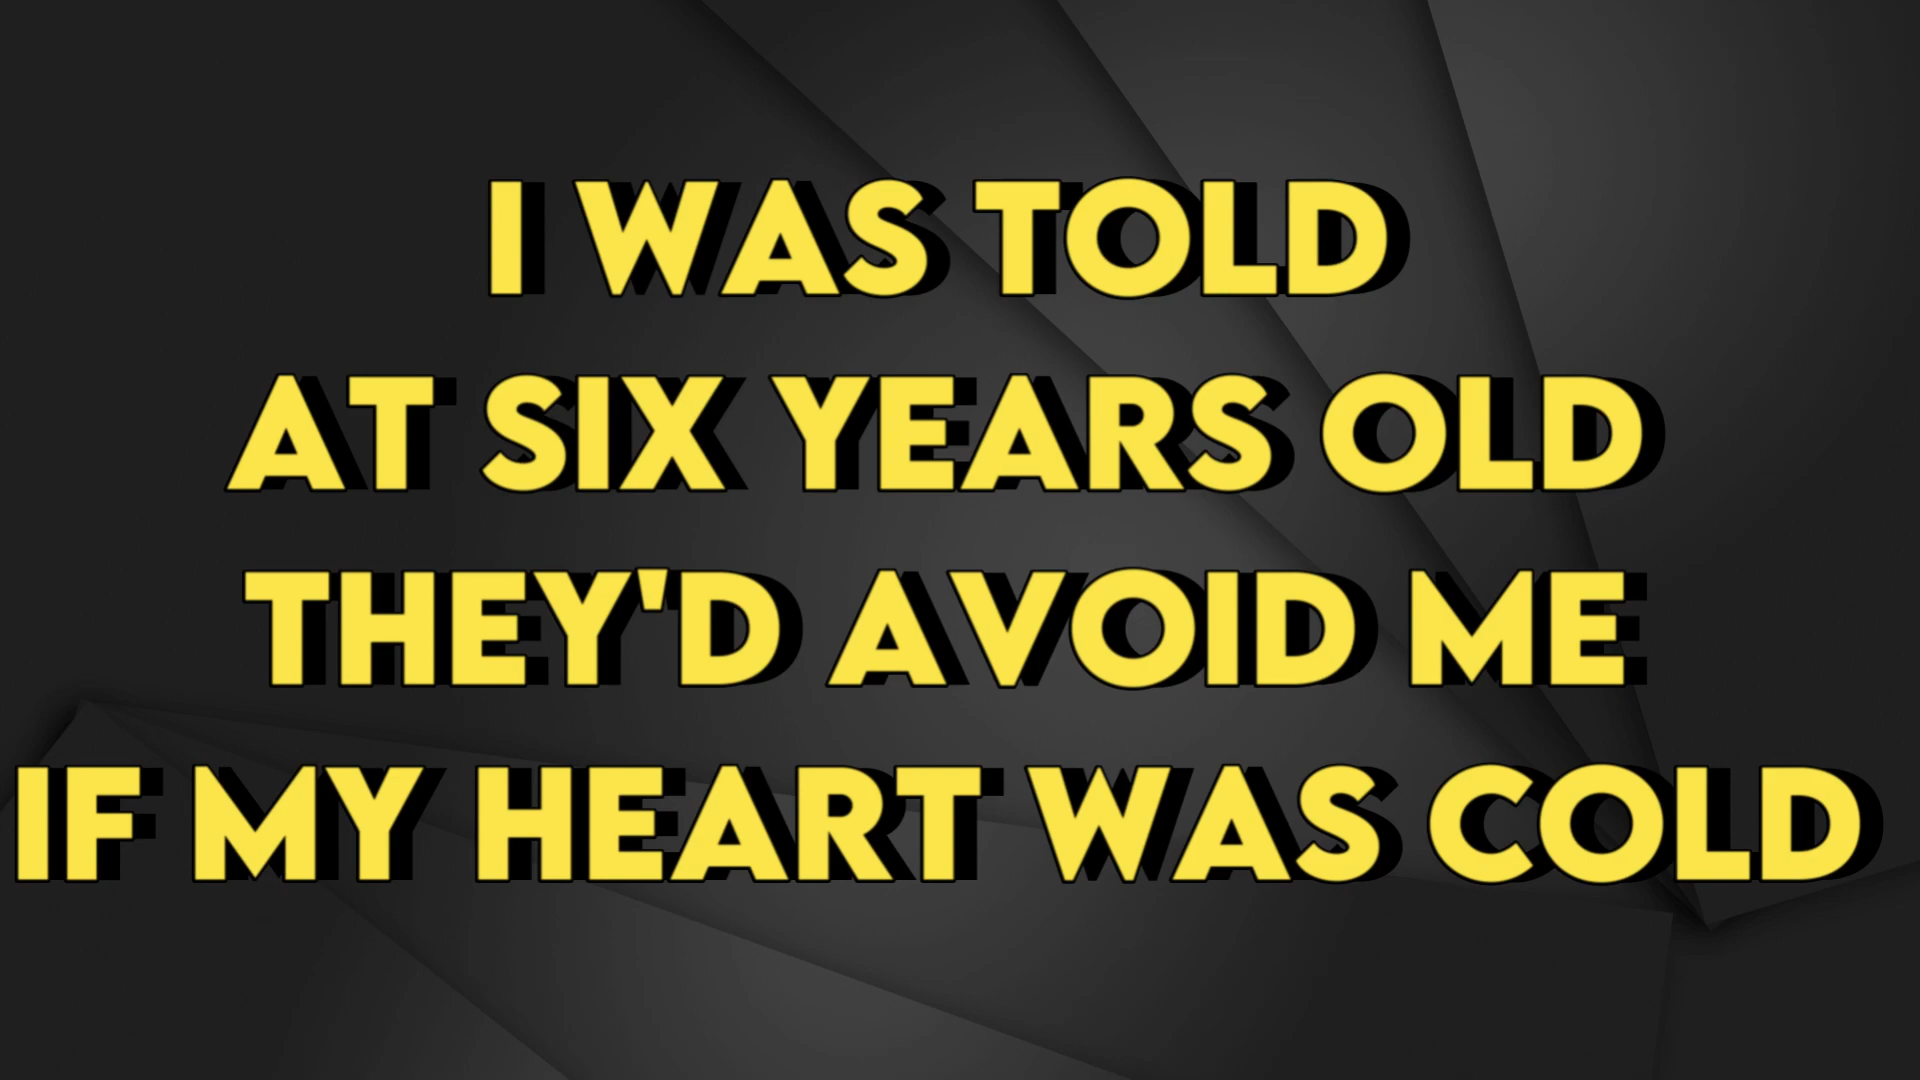 I WAS TOLD
AT SIX YEARS OLD
THEY'D AVOID ME
IF MY HEART WAS COLD